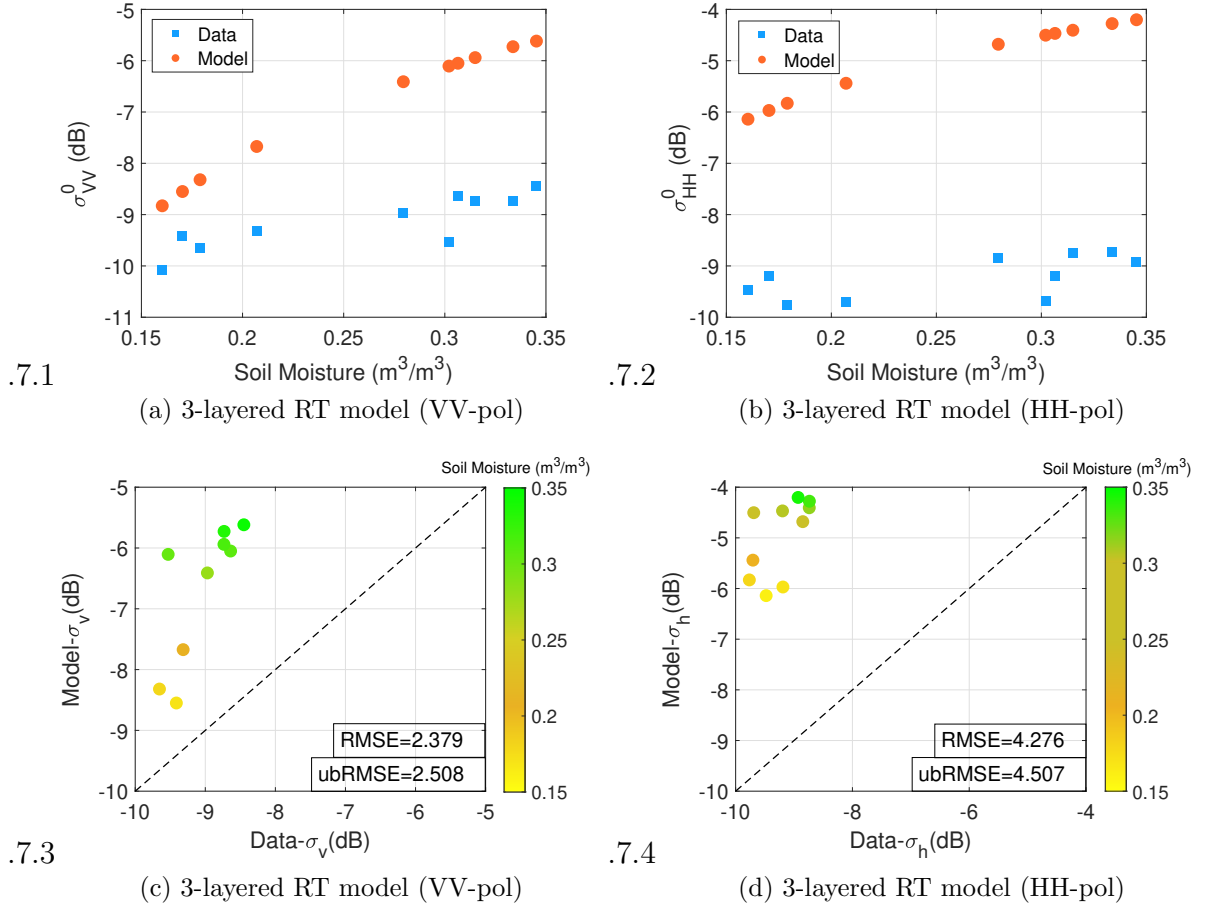 -4
-5
-6
-7
-8
-9
-10
-11
0.15
0.2
0.25
0.3
0.35
Data
Model
σ⁰VV (dB)
Soil Moisture (m³/m³)
.7.1
(a) 3-layered RT model (VV-pol)
-4
-5
-6
-7
-8
-9
-10
0.15
0.2
0.25
0.3
0.35
Data
Model
σ⁰HH (dB)
Soil Moisture (m³/m³)
.7.2
(b) 3-layered RT model (HH-pol)
Soil Moisture (m³/m³)
-5
-6
-7
-8
-9
-10
-10
-9
-8
-7
-6
-5
0.35
0.3
0.25
0.2
0.15
Model-σv(dB)
RMSE=2.379
ubRMSE=2.508
Data-σv(dB)
.7.3
(c) 3-layered RT model (VV-pol)
Soil Moisture (m³/m³)
-4
-5
-6
-7
-8
-9
-10
-10
-8
-6
-4
0.35
0.3
0.25
0.2
0.15
Model-σh(dB)
RMSE=4.276
ubRMSE=4.507
Data-σh(dB)
.7.4
(d) 3-layered RT model (HH-pol)